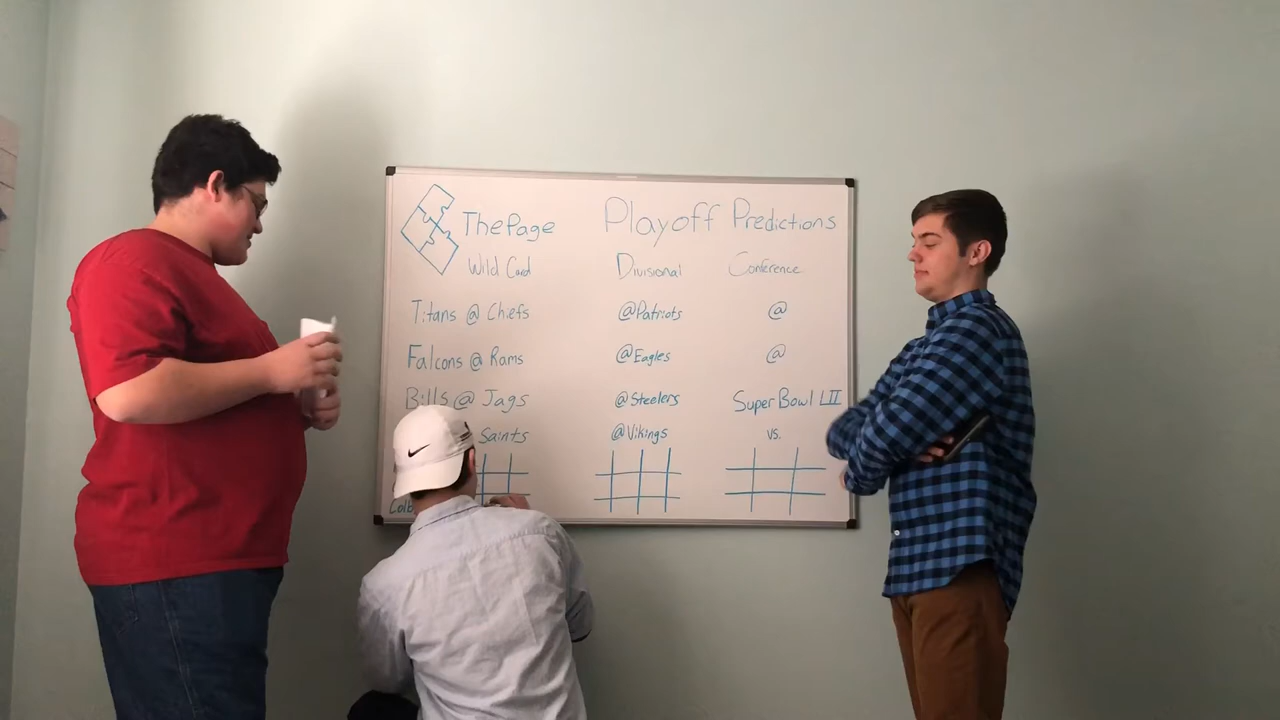 ThePage Playoff Predictions
Wild Card Divisional Conference
Titans @ Chiefs @Patriots @
Falcons @ Rams @Eagles @
Bills @ Jags @Steelers Super Bowl LII
Saints @Vikings vs.